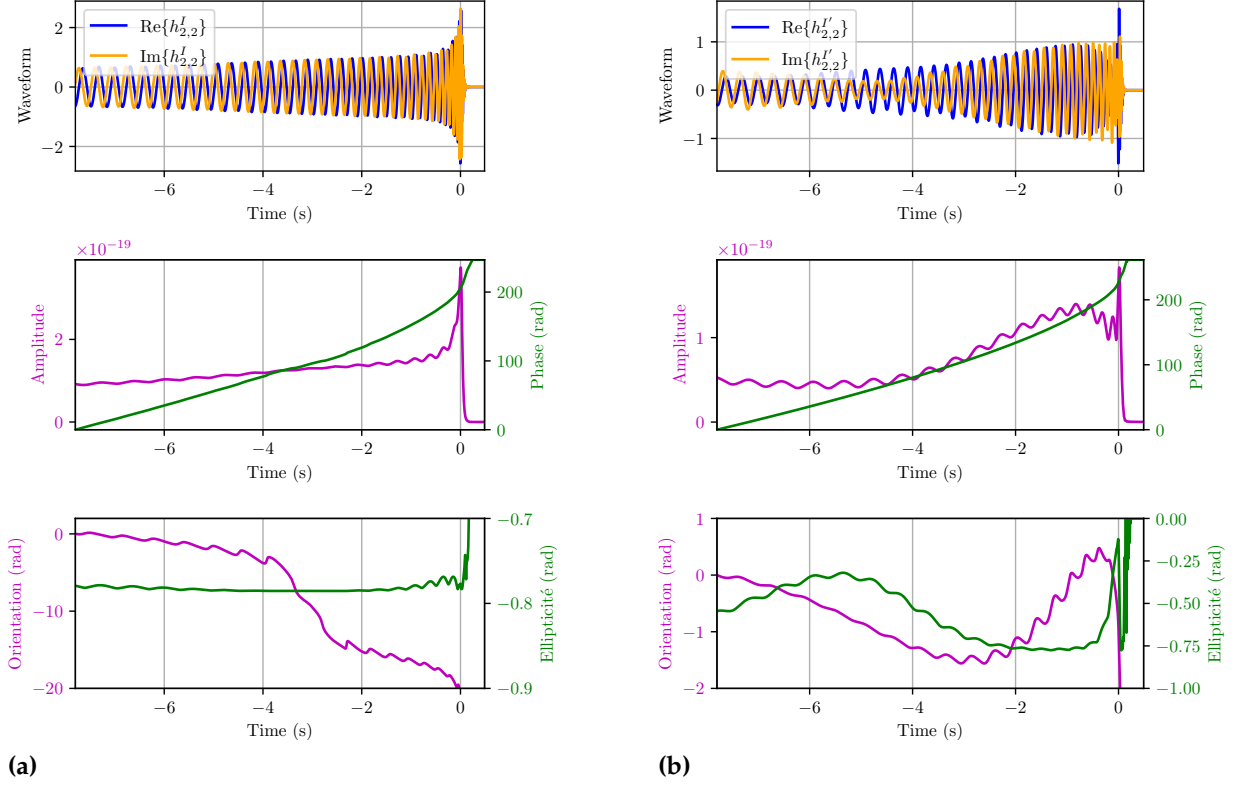 Waveform
2
0
−2
Re{h^I_{2,2}}
Im{h^I_{2,2}}
−6
−4
−2
0
Time (s)
×10^{−19}
Amplitude
2
0
Phase (rad)
200
100
0
−6
−4
−2
0
Time (s)
Orientation (rad)
0
−10
−20
Ellipticité (rad)
−0.7
−0.8
−0.9
−6
−4
−2
0
Time (s)
(a)
Waveform
1
0
−1
Re{h^{I′}_{2,2}}
Im{h^{I′}_{2,2}}
−6
−4
−2
0
Time (s)
×10^{−19}
Amplitude
1
0
Phase (rad)
200
100
0
−6
−4
−2
0
Time (s)
Orientation (rad)
1
0
−1
−2
Ellipticité (rad)
0.00
−0.25
−0.50
−0.75
−1.00
−6
−4
−2
0
Time (s)
(b)